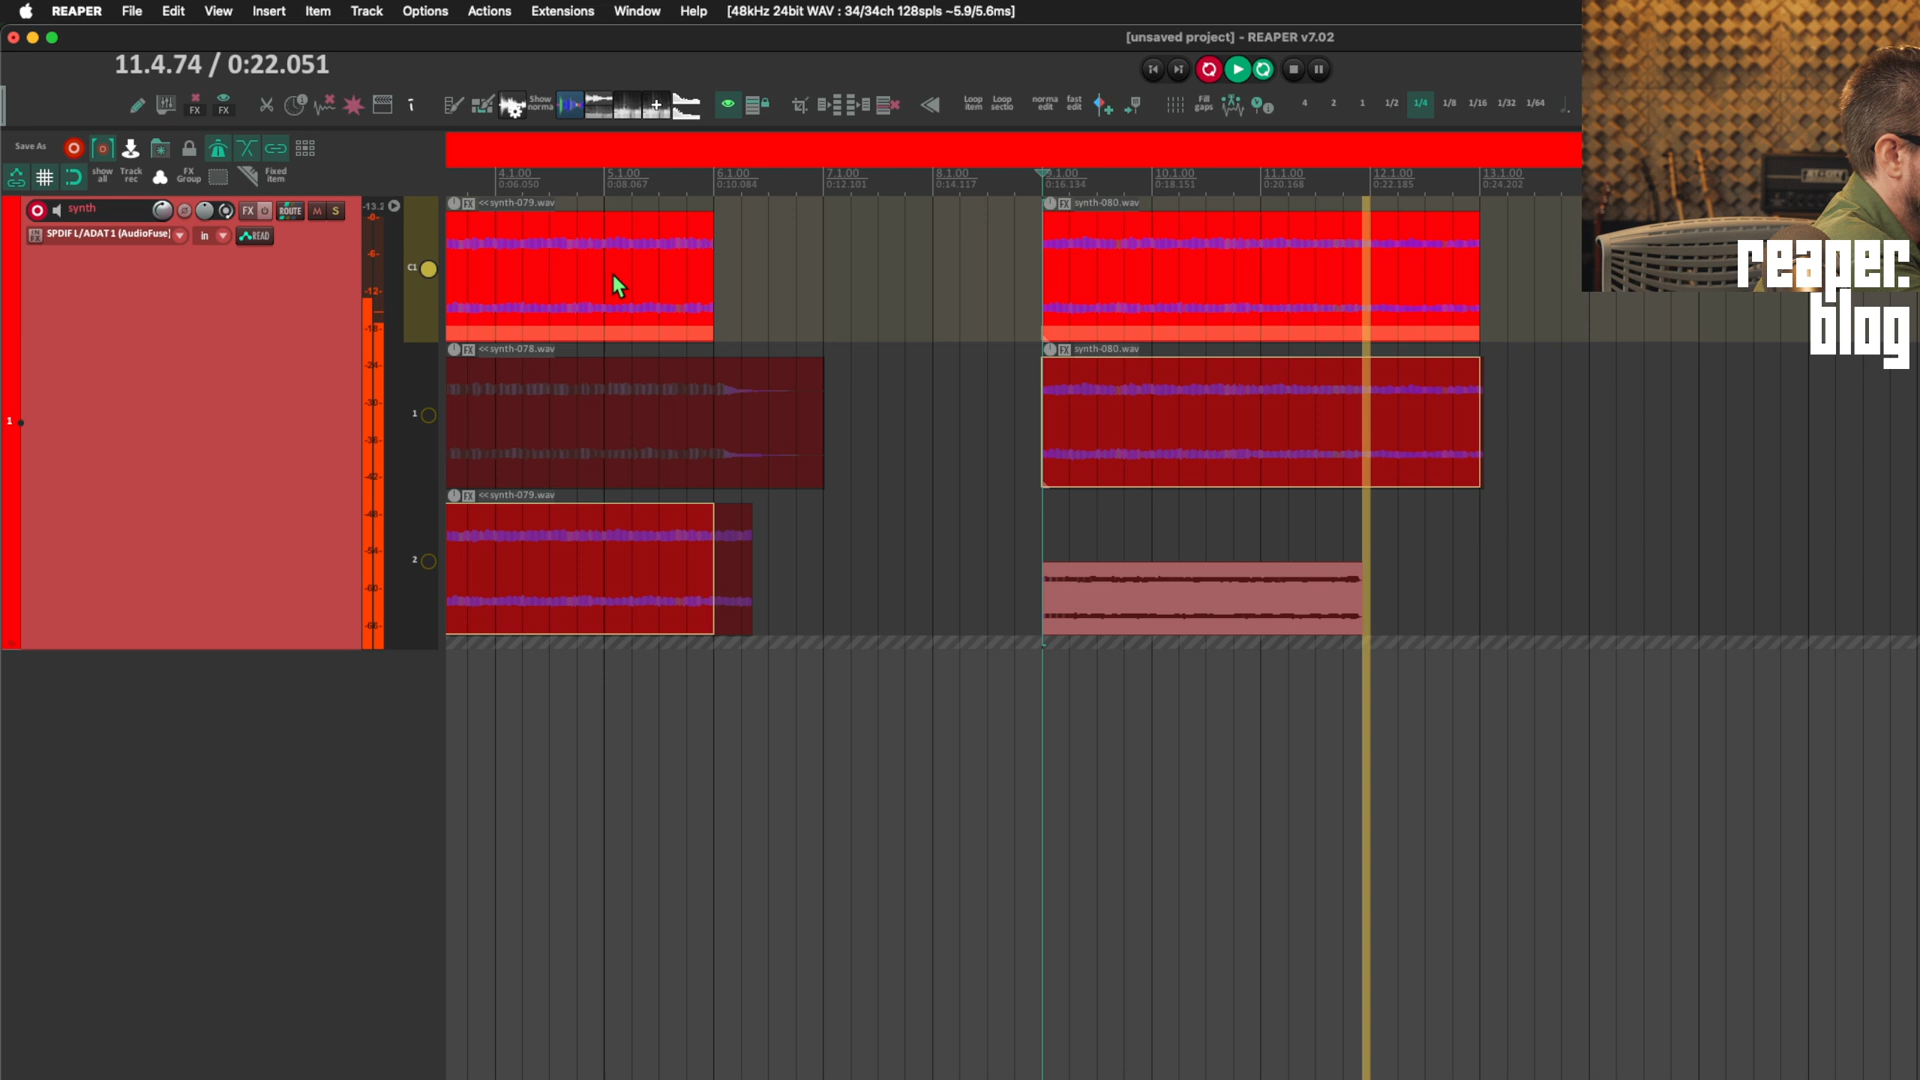 REAPER File Edit View Insert Item Track Options Actions Extensions Window Help [48kHz 24bit WAV : 34/34ch 128spls ~5.9/5.6ms]
[unsaved project] - REAPER v7.02
11.4.74 / 0:22.051
FX FX
Show
Loop item
Loop sectio
norma edit
fast edit
Fill gaps
4 2 1 1/2 1/4 1/8 1/16 1/32 1/64
Save As
show all
Track rec
FX Group
Fixed item
4.1.00 5.1.00 6.1.00 7.1.00 8.1.00 9.1.00 10.1.00 11.1.00 12.1.00 13.1.00
0:06.050 0:08.067 0:10.084 0:12.101 0:14.117 0:16.134 0:18.151 0:20.168 0:22.185 0:24.202
synth FX ROUTE M S
IN FX SPDIF L/ADAT 1 (AudioFuse) in READ
-13.2
-0-
-6-
-12-
-18-
-24-
-30-
-36-
-42-
-48-
-54-
-60-
-66-
1
C1
1
2
FX <<synth-079.wav
FX synth-080.wav
FX <<synth-078.wav
FX synth-080.wav
FX <<synth-079.wav
reaper.
blog